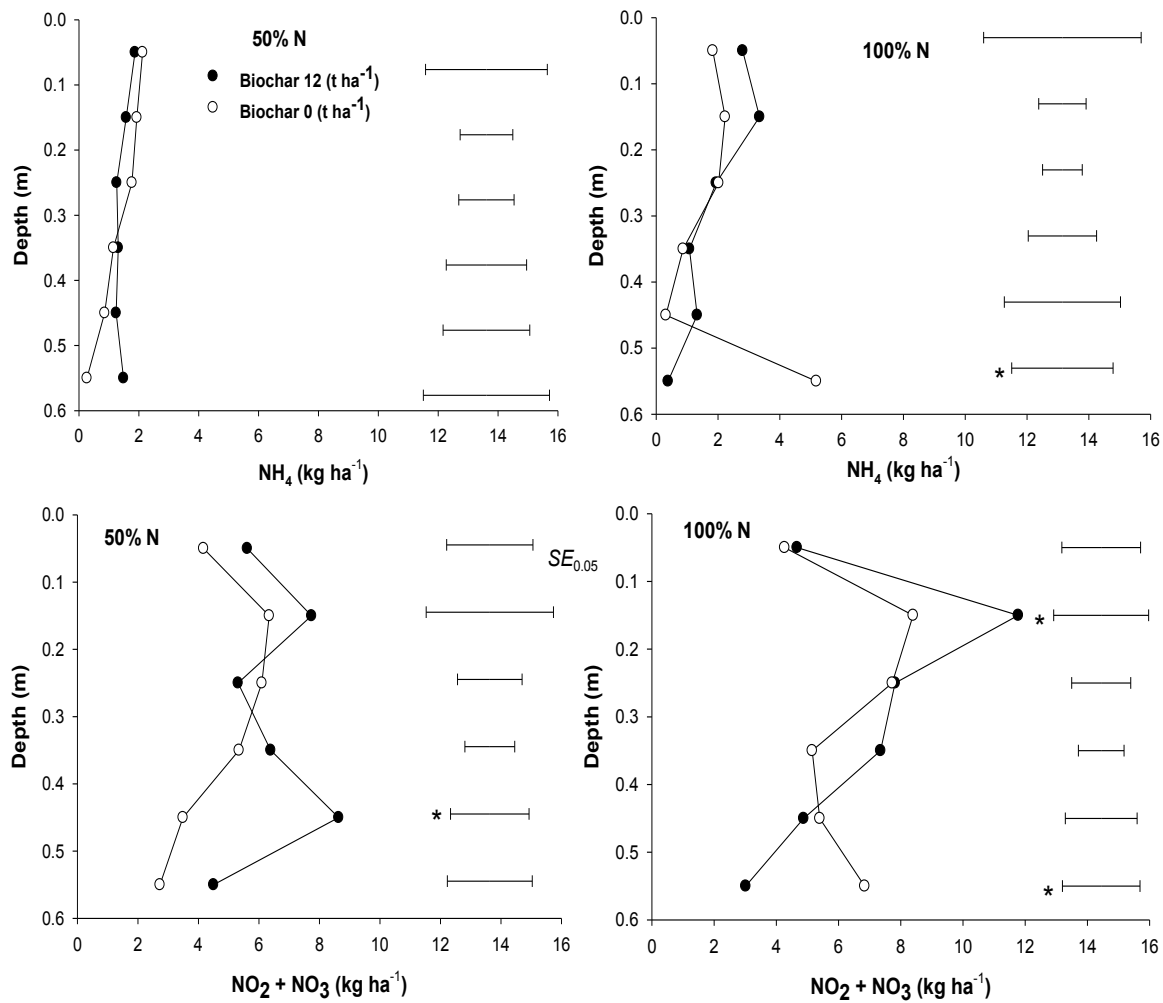 50% N
Biochar 12 (t ha⁻¹)
Biochar 0 (t ha⁻¹)
0.0
0.1
0.2
0.3
0.4
0.5
0.6
Depth (m)
0 2 4 6 8 10 12 14 16
NH₄ (kg ha⁻¹)
100% N
0.0
0.1
0.2
0.3
0.4
0.5
0.6
Depth (m)
*
0 2 4 6 8 10 12 14 16
NH₄ (kg ha⁻¹)
50% N
SE₀.₀₅
0.0
0.1
0.2
0.3
0.4
0.5
0.6
Depth (m)
*
0 2 4 6 8 10 12 14 16
NO₂ + NO₃ (kg ha⁻¹)
100% N
0.0
0.1
0.2
0.3
0.4
0.5
0.6
Depth (m)
*
*
0 2 4 6 8 10 12 14 16
NO₂ + NO₃ (kg ha⁻¹)